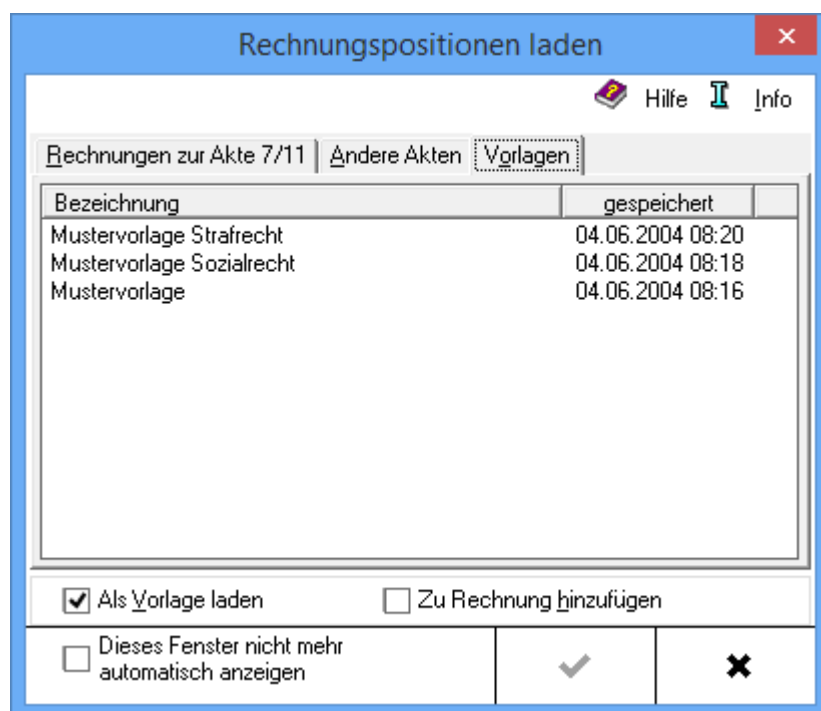 Rechnungspositionen laden
Hilfe Info
Rechnungen zur Akte 7/11 Andere Akten Vorlagen
Bezeichnung gespeichert
Mustervorlage Strafrecht 04.06.2004 08:20
Mustervorlage Sozialrecht 04.06.2004 08:18
Mustervorlage 04.06.2004 08:16
Als Vorlage laden Zu Rechnung hinzufügen
Dieses Fenster nicht mehr
automatisch anzeigen